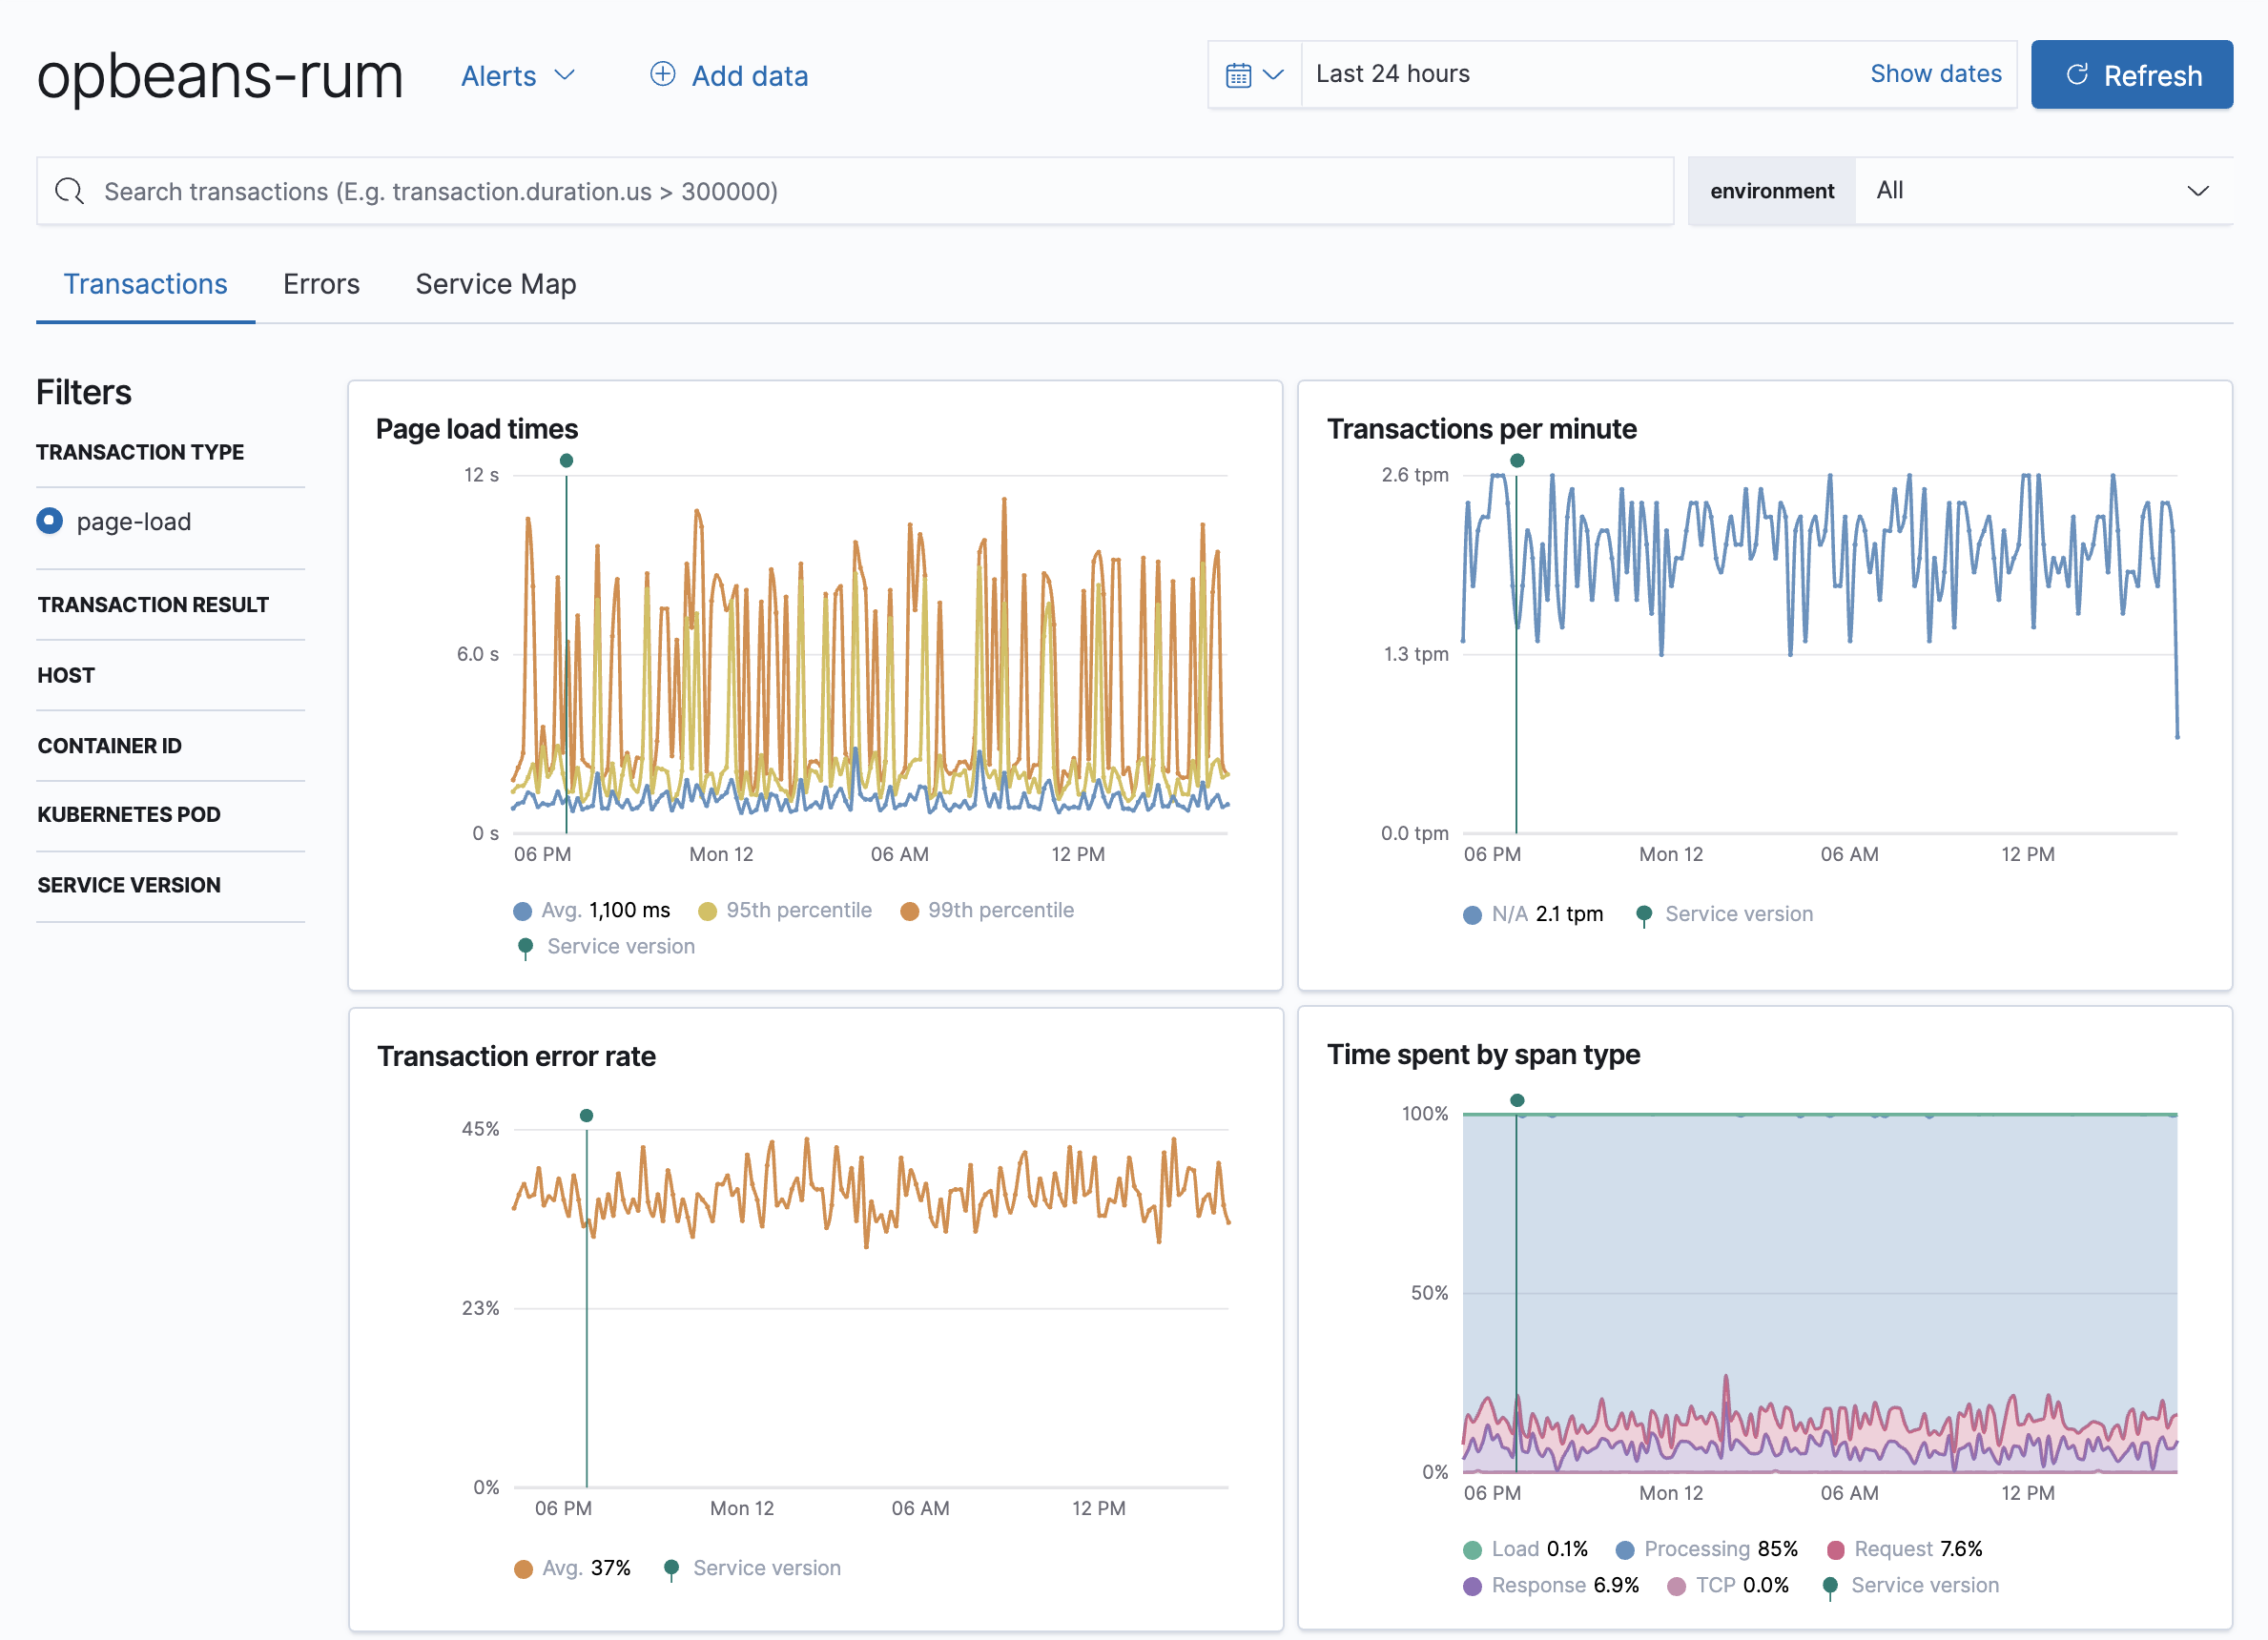 opbeans-rum
Alerts
Add data
Last 24 hours
Show dates
Refresh
Search transactions (E.g. transaction.duration.us > 300000)
environment
All
Transactions
Errors
Service Map
Filters
TRANSACTION TYPE
page-load
TRANSACTION RESULT
HOST
CONTAINER ID
KUBERNETES POD
SERVICE VERSION
Page load times
12 s
6.0 s
0 s
06 PM Mon 12 06 AM 12 PM
Avg. 1,100 ms 95th percentile 99th percentile
Service version
Transactions per minute
2.6 tpm
1.3 tpm
0.0 tpm
06 PM Mon 12 06 AM 12 PM
N/A 2.1 tpm Service version
Transaction error rate
45%
23%
0%
06 PM Mon 12 06 AM 12 PM
Avg. 37% Service version
Time spent by span type
100%
50%
0%
06 PM Mon 12 06 AM 12 PM
Load 0.1% Processing 85% Request 7.6%
Response 6.9% TCP 0.0% Service version